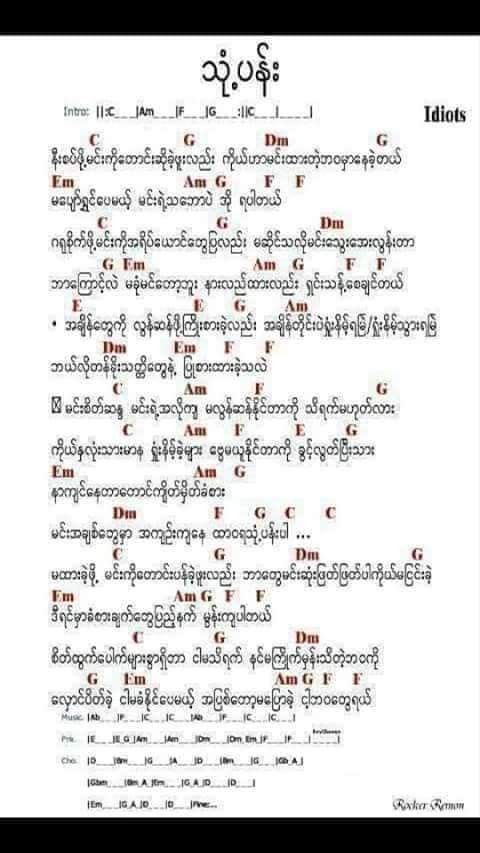 သုံ့ပန်း
Intro: ||:C___|Am___|F___|G___:||C___|____|
Idiots
C G Dm G
နီးစပ်ဖို့မင်းကိုတောင်းဆိုခဲ့ဖူးလည်း ကိုယ်ဟာမင်းထားတဲ့ဘဝမှာနေခဲ့တယ်
Em Am G F F
မပျော်ရွှင်ပေမယ့် မင်းရဲ့သဘောပဲ အို ရပါတယ်
C G Dm
ဂရုစိုက်ဖို့မင်းကိုအရိပ်ယောင်တွေပြလည်း မဆိုင်သလိုမင်းသွေးအေးလွန်းတာ
G Em Am G F F
ဘာကြောင့်လဲ မခုံမင်တော့ဘူး နားလည်ထားလည်း ရှင်းသန့်စေချင်တယ်
E E G Am
* အချိန်တွေကို လွန်ဆန်ဖို့ကြိုးစားခဲ့လည်း အချိန်တိုင်းပဲရှုံးနိမ့်ရမြဲ/ရှုံးနိမ့်သွားရမြဲ
Dm Em F F
ဘယ်လိုတန်ခိုးသတ္တိတွေနဲ့ ပြုစားထားခဲ့သလဲ
C Am F G
မင်းစိတ်ဆန္ဒ မင်းရဲ့အလိုကျ မလွန်ဆန်နိုင်တာကို သိရက်မဟုတ်လား
C Am F E G
ကိုယ်နှလုံးသားမာန ရှုံးနိမ့်ခဲ့များ ဗွေမယူနိုင်တာကို ခွင့်လွတ်ပြီးသား
Em Am G
နာကျင်နေတာတောင်ကျိတ်မှိတ်ခံစား
Dm F G C C
မင်းအချစ်တွေမှာ အကျဉ်းကျနေ ထာဝရသုံ့ပန်းပါ ...
C G Dm G
မထားခဲ့ဖို့ မင်းကိုတောင်းပန်ခဲ့ဖူးလည်း ဘာတွေမင်းဆုံးဖြတ်ဖြတ်ပါကိုယ်မငြင်းခဲ့
Em Am G F F
ဒီရင်မှာခံစားချက်တွေပြည့်နက် မွန်းကျပါတယ်
C G Dm
စိတ်ထွက်ပေါက်များစွာရှိတာ ငါမသိရက် နင်မကြိုက်မှန်းသိတဲ့ဘဝကို
G Em Am G F F
လှောင်ပိတ်ခဲ့ ငါမခံနိုင်ပေမယ့် အပြစ်တော့မပြောခဲ့ ငါ့ဘဝတွေရယ်
Music. |Ab___|F___|C___|C___|Ab___|F___|C___|C___|
Pre. |E___|E_G_|Am___|Am___|Dm___|Dm_Em_|F___|F___|____|
Cho. |D___|Bm___|G___|A___|D___|Bm___|G___|Gb_A_|
|Gbm___|Bm_A_|Em___|G_A_|D___|D___|
|Em___|G_A_|D___|D___|Fine:...
Rocker Remon